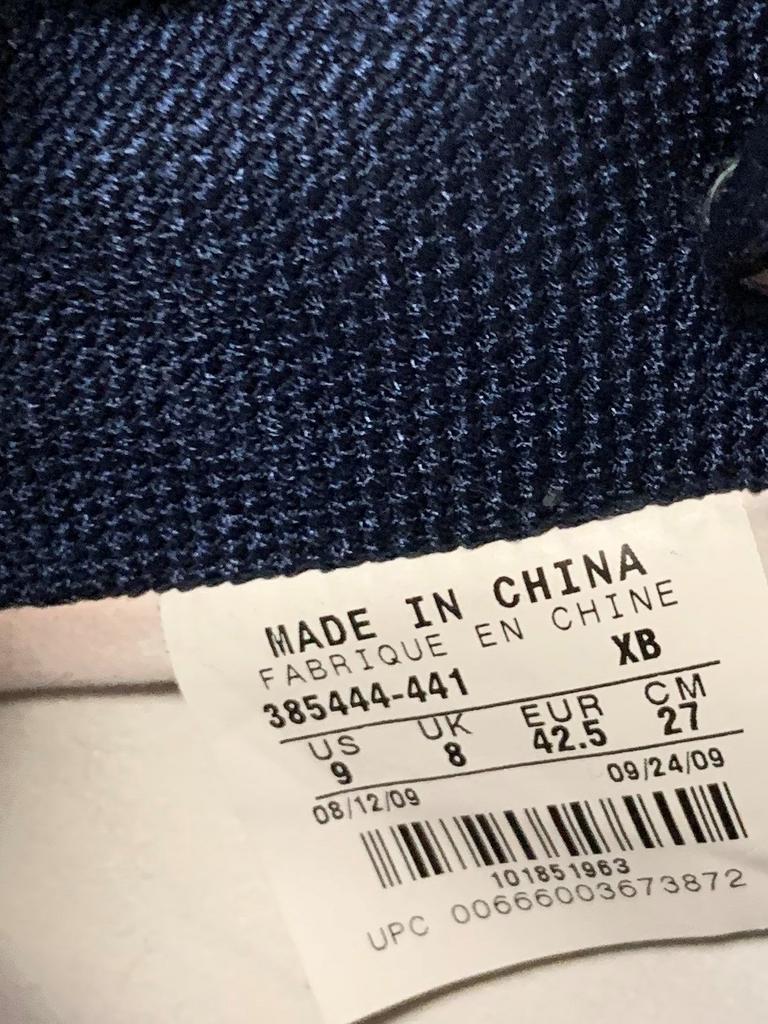 MADE IN CHINA
FABRIQUE EN CHINE
385444-441 XB
US UK EUR CM
9 8 42.5 27
08/12/09 09/24/09
101851963
UPC 00666003673872